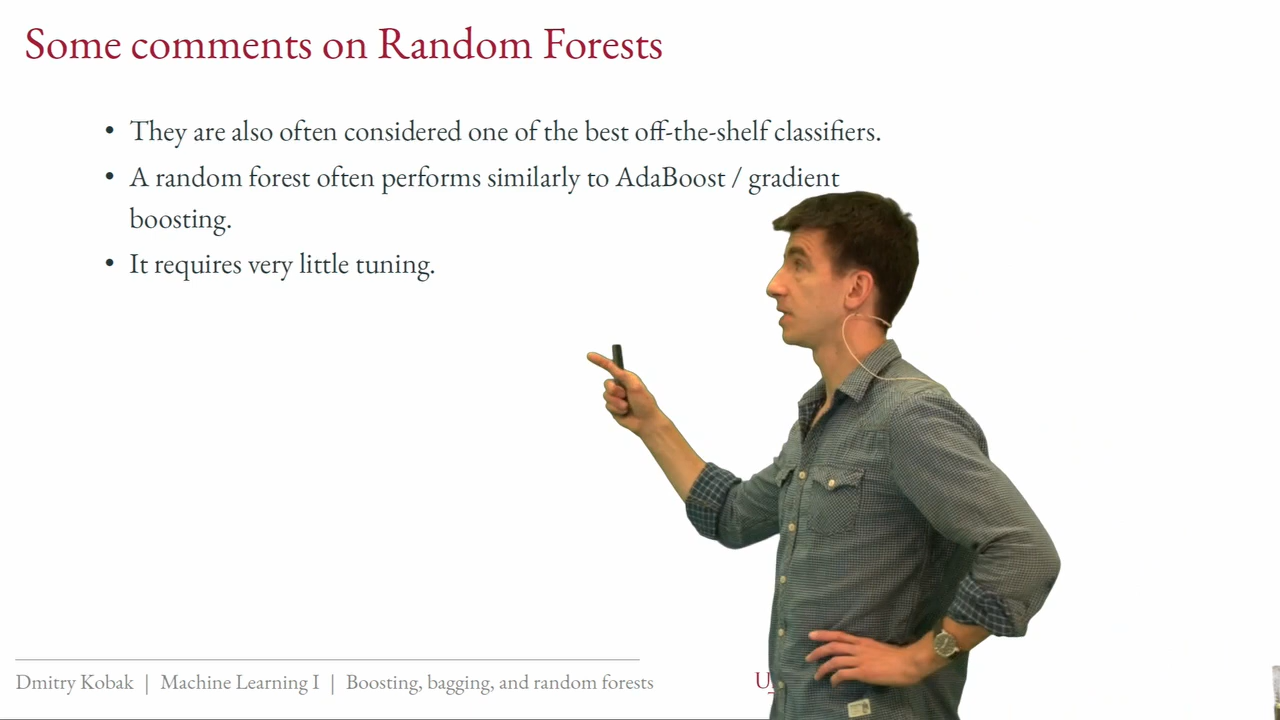 Some comments on Random Forests
• They are also often considered one of the best off-the-shelf classifiers.
• A random forest often performs similarly to AdaBoost / gradient
boosting.
• It requires very little tuning.
Dmitry Kobak | Machine Learning I | Boosting, bagging, and random forests